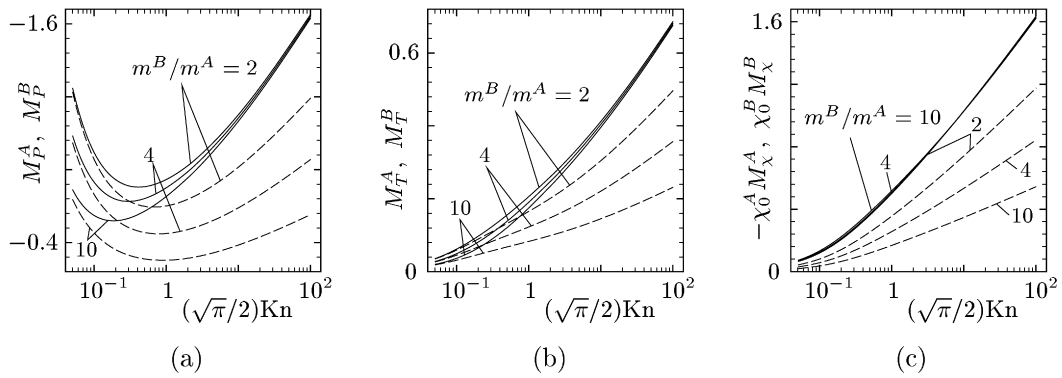 −1.6
M_P^A, M_P^B
−0.4
m^B/m^A = 2
4
10
10^{-1}
1
10^2
(√π/2)Kn
(a)
0.6
M_T^A, M_T^B
0
m^B/m^A = 2
4
10
10^{-1}
1
10^2
(√π/2)Kn
(b)
1.6
−χ_0^A M_χ^A, χ_0^B M_χ^B
0
m^B/m^A = 10
4
2
4
10
10^{-1}
1
10^2
(√π/2)Kn
(c)